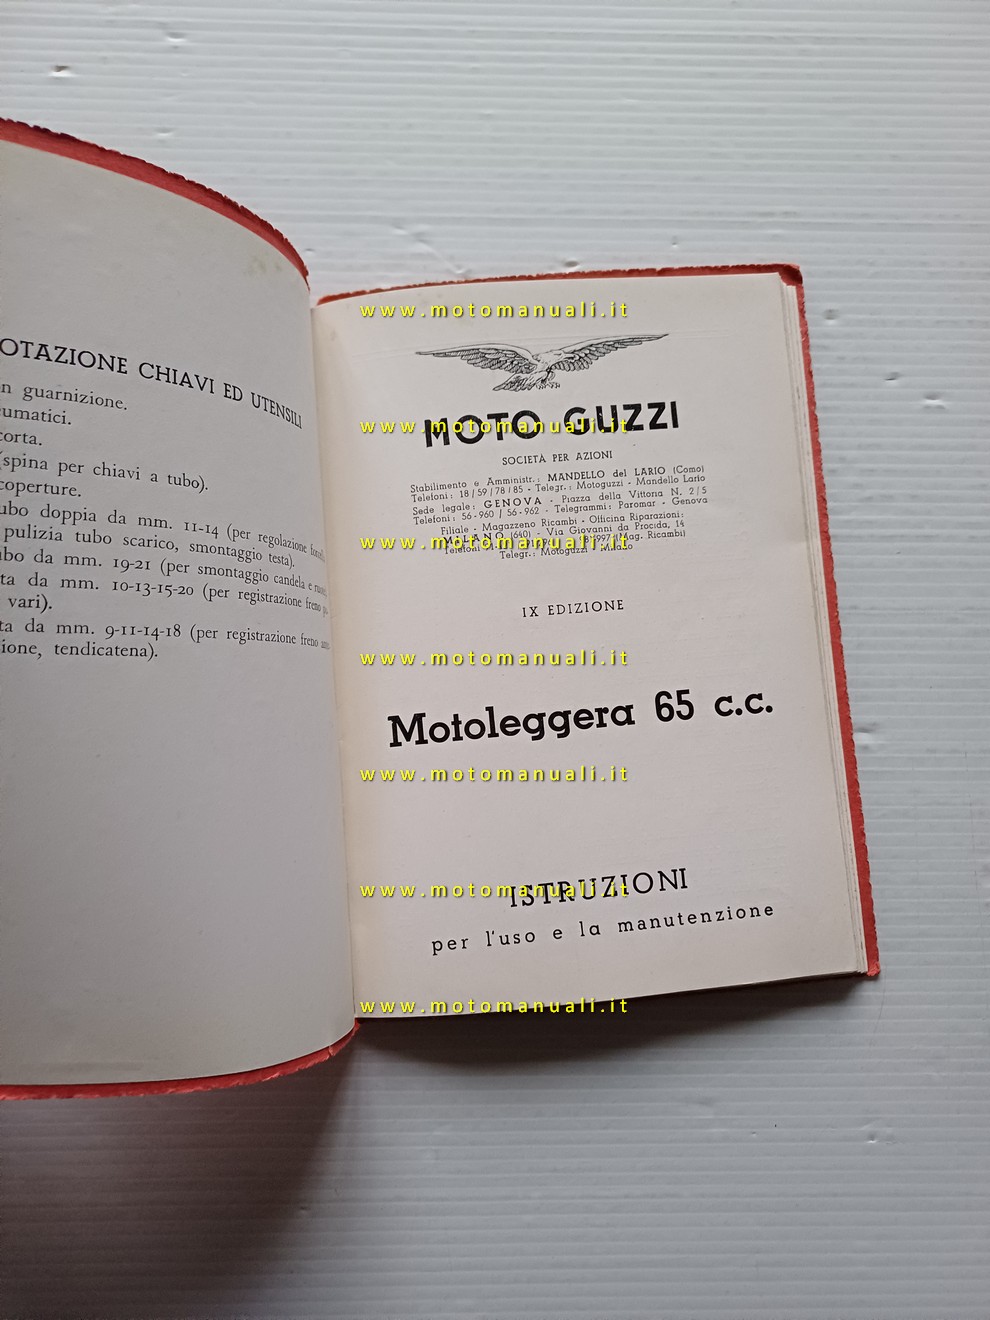 OTAZIONE CHIAVI ED UTENSILI
n guarnizione.
umatici.
corta.
(spina per chiavi a tubo).
coperture.
ubo doppia da mm. 11-14 (per regolazione
pulizia tubo scarico, smontaggio testa).
ubo da mm. 19-21 (per smontaggio candela e
ta da mm. 10-13-15-20 (per registrazione freno
vari).
ta da mm. 9-11-14-18 (per registrazione freno
ione, tendicatena).
www.motomanuali.it
MOTO GUZZI
www.motomanuali.it
SOCIETÀ PER AZIONI
Stabilimento e Amministr.: MANDELLO del LARIO (Como)
Telefoni: 18/59/78/85 - Telegr.: Motoguzzi - Mandello Lario
Sede legale: GENOVA - Piazza della Vittoria N. 2/5
Telefoni: 56-960 / 56-962 - Telegrammi: Paromar - Genova
Filiale - Magazzeno Ricambi - Officina Riparazioni:
MILANO (640) - Via Giovanni da Procida, 14
www.motomanuali.it
Telefoni (Mag. Ricambi)
Telegr.: Motoguzzi - Milano
IX EDIZIONE
www.motomanuali.it
Motoleggera 65 c.c.
www.motomanuali.it
ISTRUZIONI
www.motomanuali.it
per l'uso e la manutenzione
www.motomanuali.it